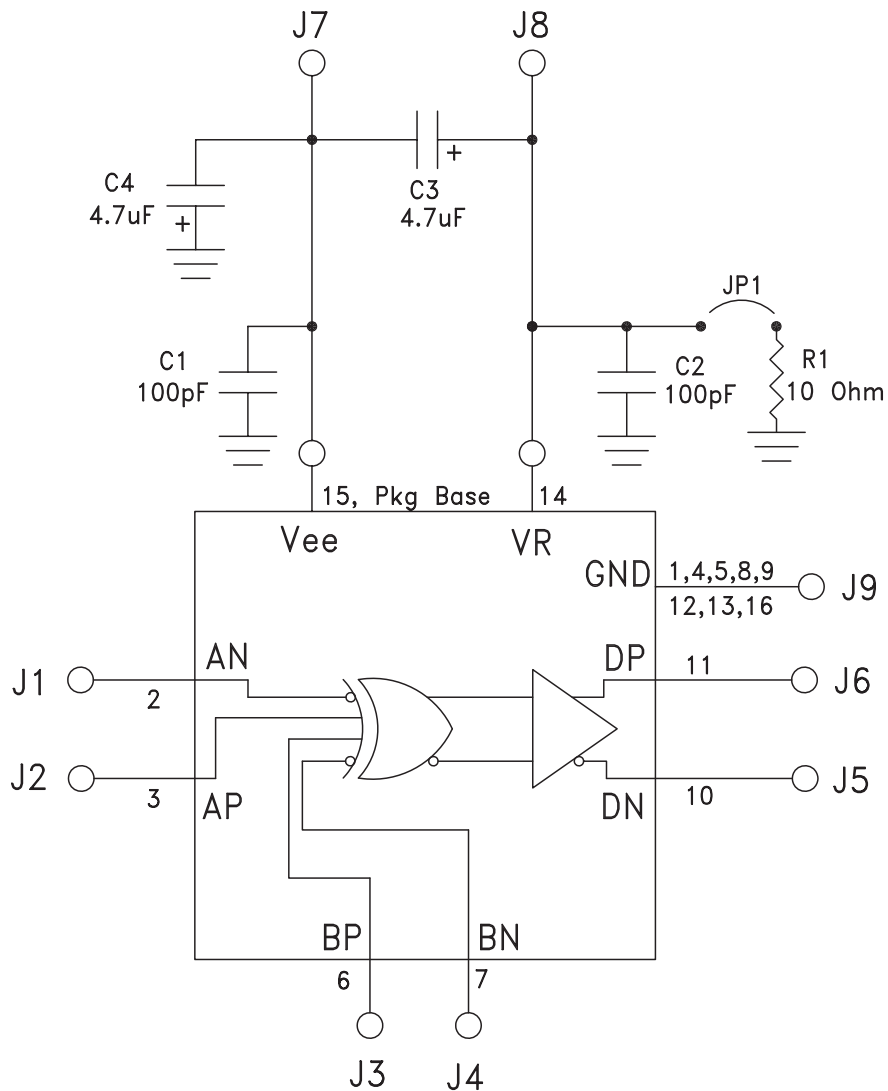 J7
J8
C4
4.7uF
+
+
C3
4.7uF
JP1
C1
100pF
C2
100pF
R1
10 Ohm
15, Pkg Base
14
Vee
VR
GND
1,4,5,8,9
12,13,16
J9
J1
2
AN
DP
11
J6
J2
3
AP
DN
10
J5
BP
BN
6
7
J3
J4